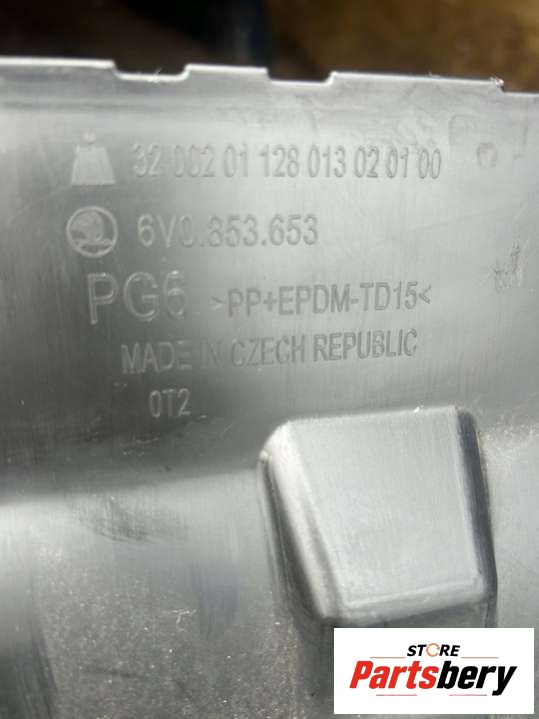 32 002 01 128 013 02 01 00
6V0.853.653
PG6 >PP+EPDM-TD15<
MADE IN CZECH REPUBLIC
0T2
STORE
Partsbery